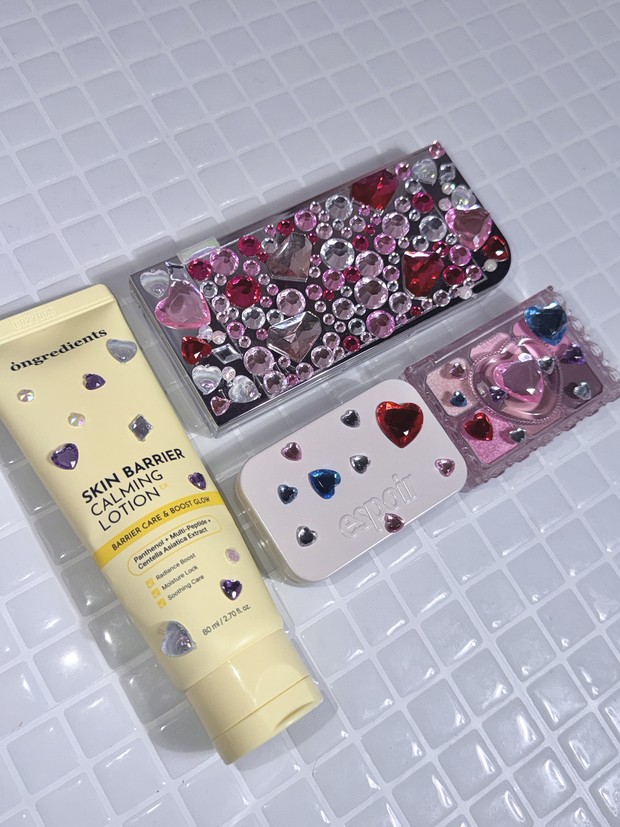 ongredients
SKIN BARRIER
CALMING
LOTION
BARRIER CARE & BOOST GLOW
Panthenol + Multi-Peptide +
Centella Asiatica Extract
Radiance Boost
Moisture Lock
Soothing Care
80 ml / 2.70 fl. oz.
espoir